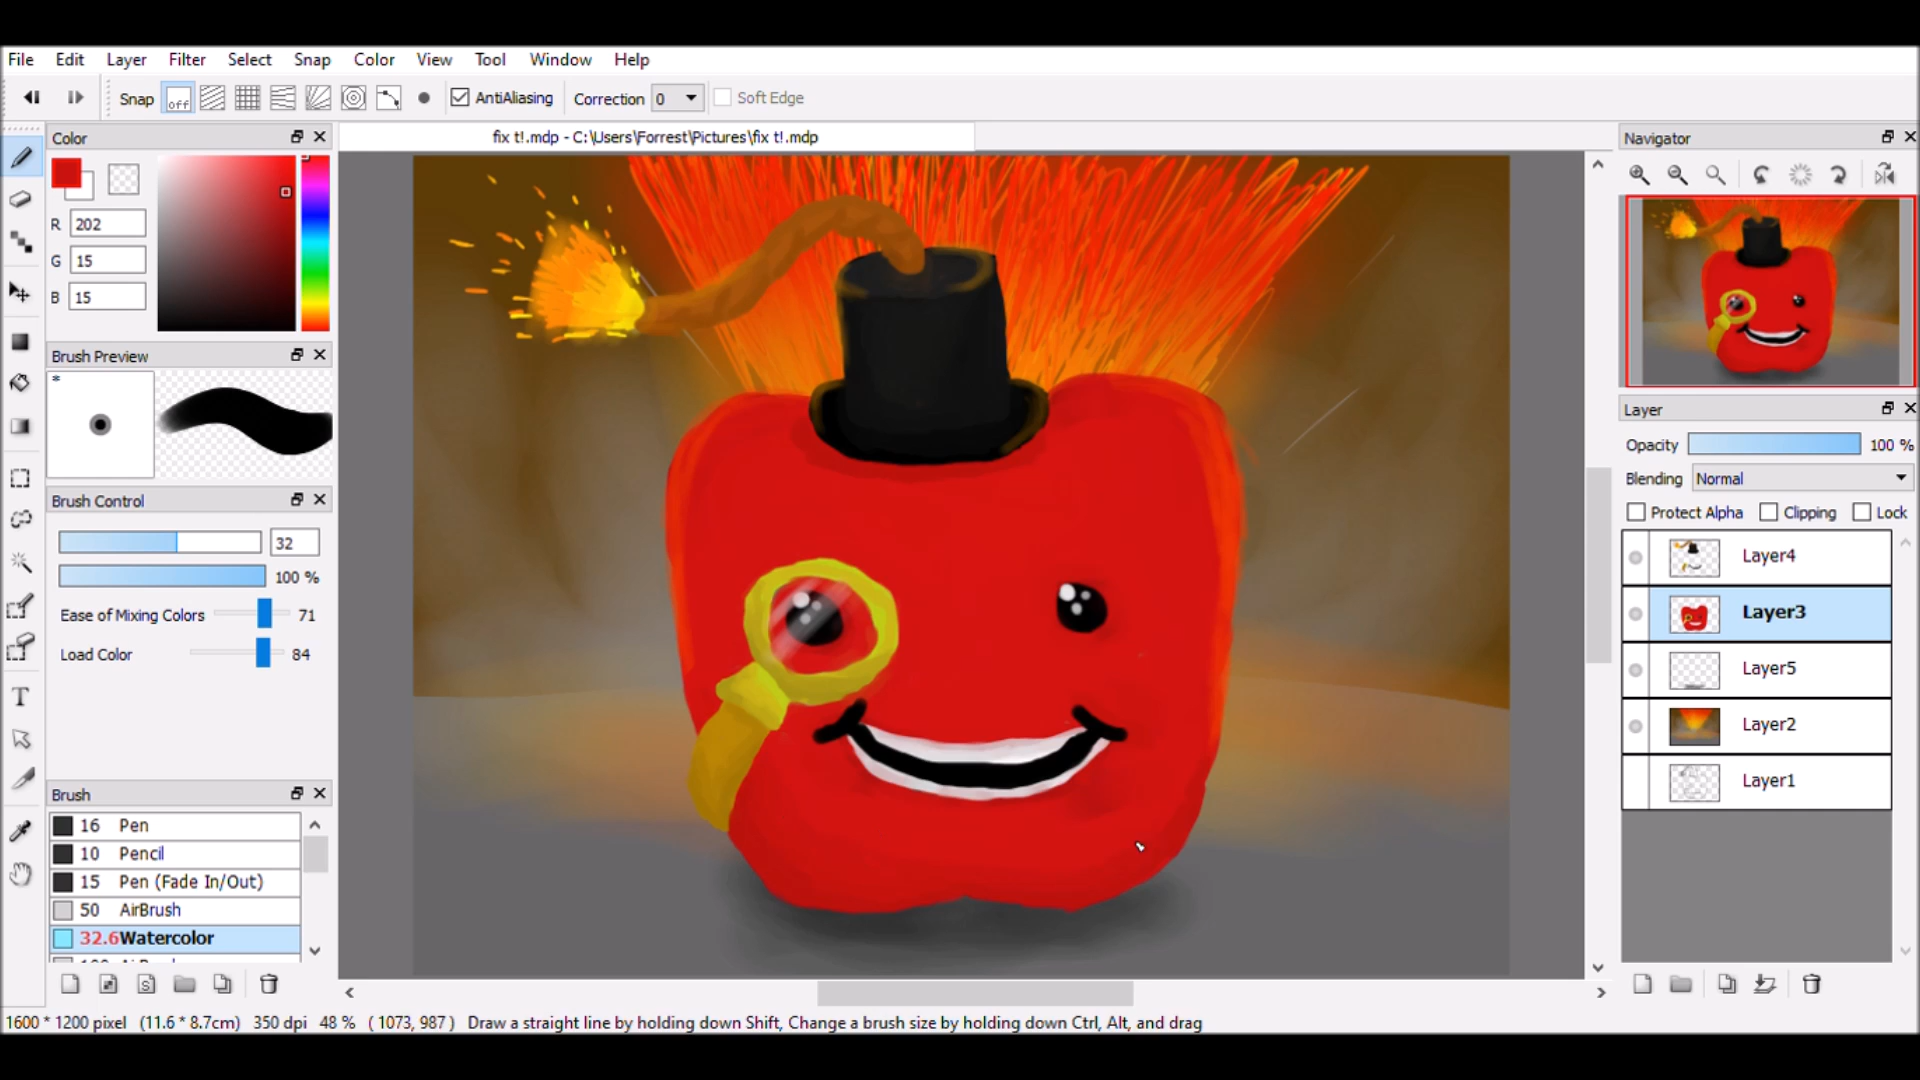 File Edit Layer Filter Select Snap Color View Tool Window Help
Snap off AntiAliasing Correction 0 Soft Edge
Color
fix t!.mdp - C:\Users\Forrest\Pictures\fix t!.mdp
Navigator
R 202
G 15
B 15
Brush Preview
*
Brush Control
32
100 %
Ease of Mixing Colors 71
Load Color 84
T
Brush
16 Pen
10 Pencil
15 Pen (Fade In/Out)
50 AirBrush
32.6 Watercolor
Layer
Opacity 100 %
Blending Normal
Protect Alpha Clipping Lock
Layer4
Layer3
Layer5
Layer2
Layer1
1600 * 1200 pixel (11.6 * 8.7cm) 350 dpi 48 % ( 1073, 987 ) Draw a straight line by holding down Shift, Change a brush size by holding down Ctrl, Alt, and drag